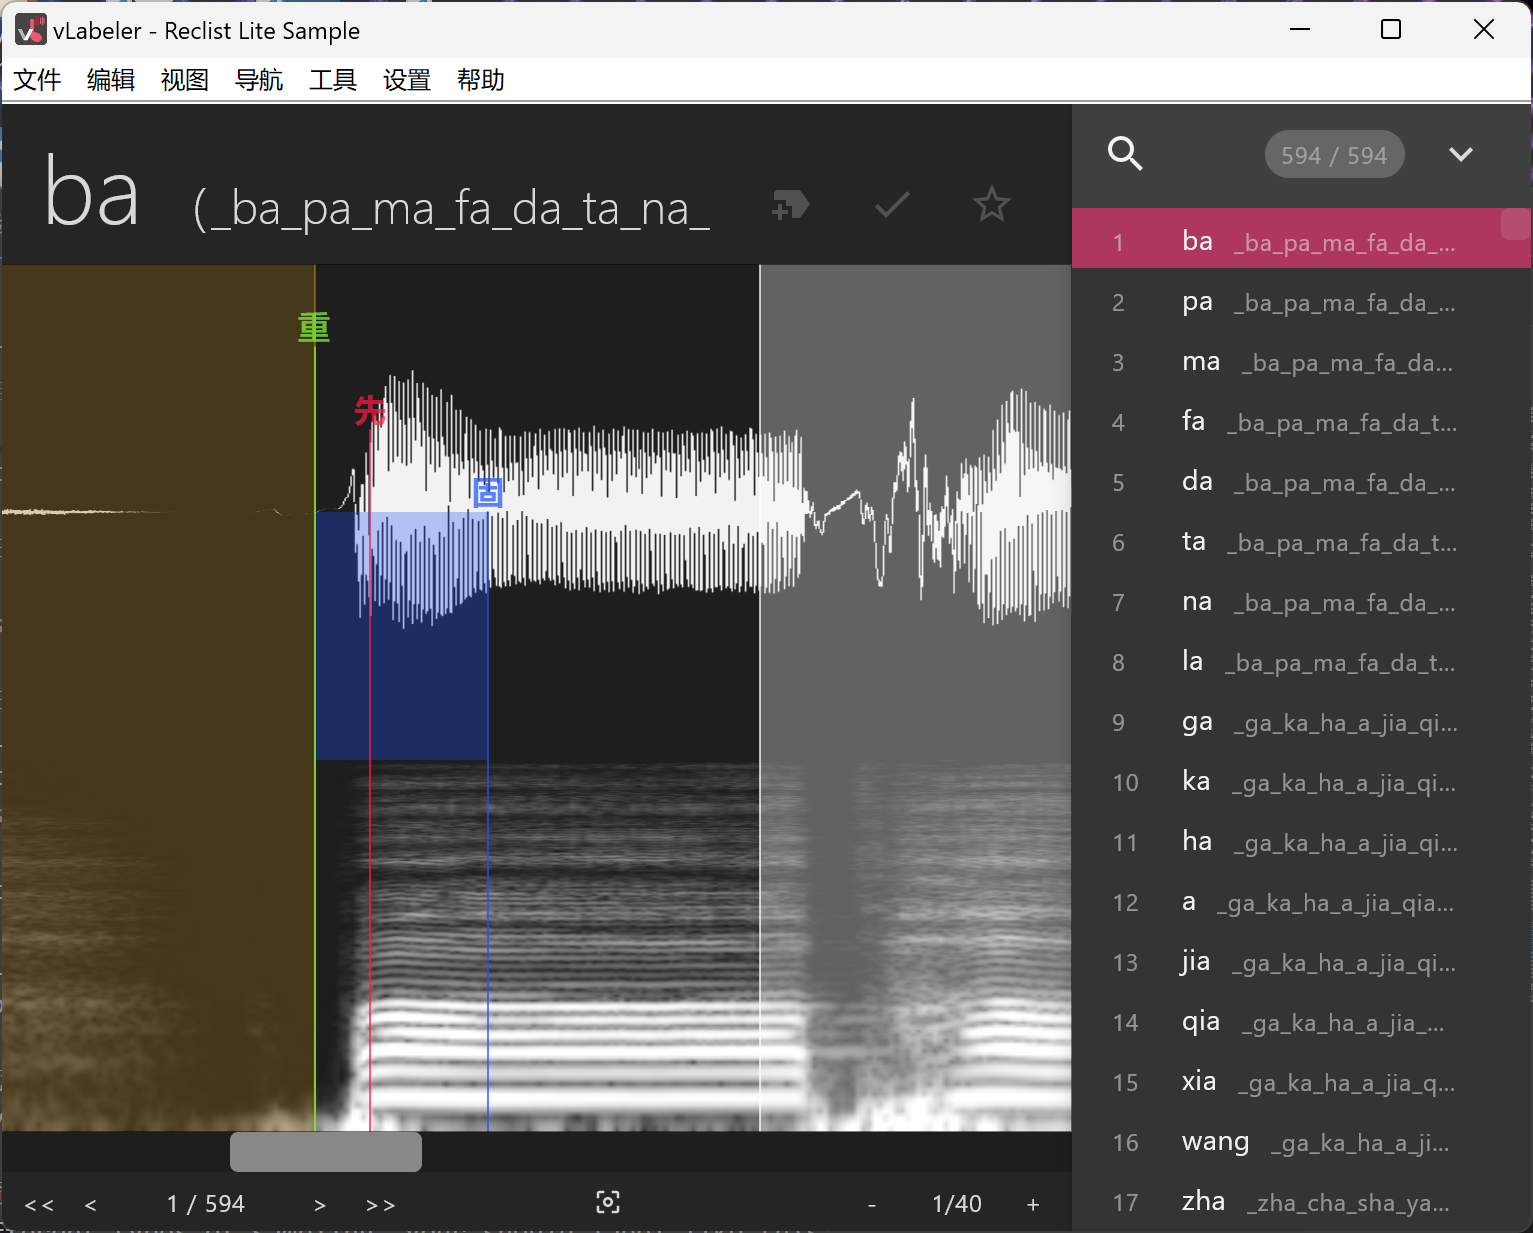 vLabeler - Reclist Lite Sample
文件 编辑 视图 导航 工具 设置 帮助
ba (_ba_pa_ma_fa_da_ta_na_
重
先
固
<< < 1 / 594 > >> - 1/40 +
594 / 594
1 ba _ba_pa_ma_fa_da_...
2 pa _ba_pa_ma_fa_da_...
3 ma _ba_pa_ma_fa_da...
4 fa _ba_pa_ma_fa_da_t...
5 da _ba_pa_ma_fa_da_...
6 ta _ba_pa_ma_fa_da_t...
7 na _ba_pa_ma_fa_da_...
8 la _ba_pa_ma_fa_da_t...
9 ga _ga_ka_ha_a_jia_qi...
10 ka _ga_ka_ha_a_jia_qi...
11 ha _ga_ka_ha_a_jia_qi...
12 a _ga_ka_ha_a_jia_qia...
13 jia _ga_ka_ha_a_jia_qi...
14 qia _ga_ka_ha_a_jia_...
15 xia _ga_ka_ha_a_jia_q...
16 wang _ga_ka_ha_a_ji...
17 zha _zha_cha_sha_ya...